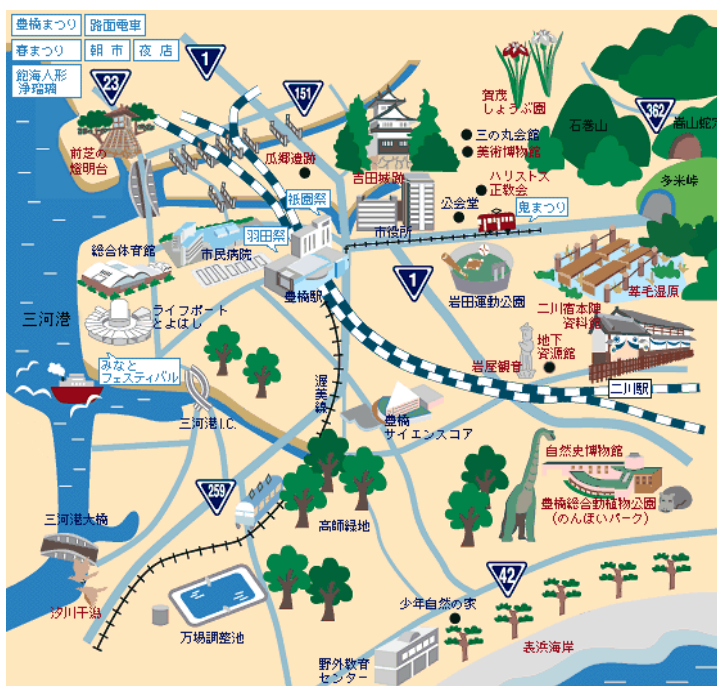 豊橋まつり
路面電車
春まつり
朝市
夜店
飽海人形
浄瑠璃
23
1
151
362
賀茂
しょうぶ園
石巻山
嵩山蛇穴
前芝の
燈明台
瓜郷遺跡
吉田城跡
三の丸会館
美術博物館
ハリストス
正教会
多米峠
祇園祭
公会堂
鬼まつり
羽田祭
市役所
総合体育館
市民病院
豊橋駅
1
岩田運動公園
葦毛湿原
三河港
ライフポート
とよはし
二川宿本陣
資料館
地下
資源館
岩屋観音
みなと
フェスティバル
渥美線
二川駅
三河港I.C.
豊橋
サイエンスコア
自然史博物館
259
豊橋総合動植物公園
(のんほいパーク)
三河港大橋
高師緑地
42
汐川干潟
万場調整池
少年自然の家
表浜海岸
野外教育
センター